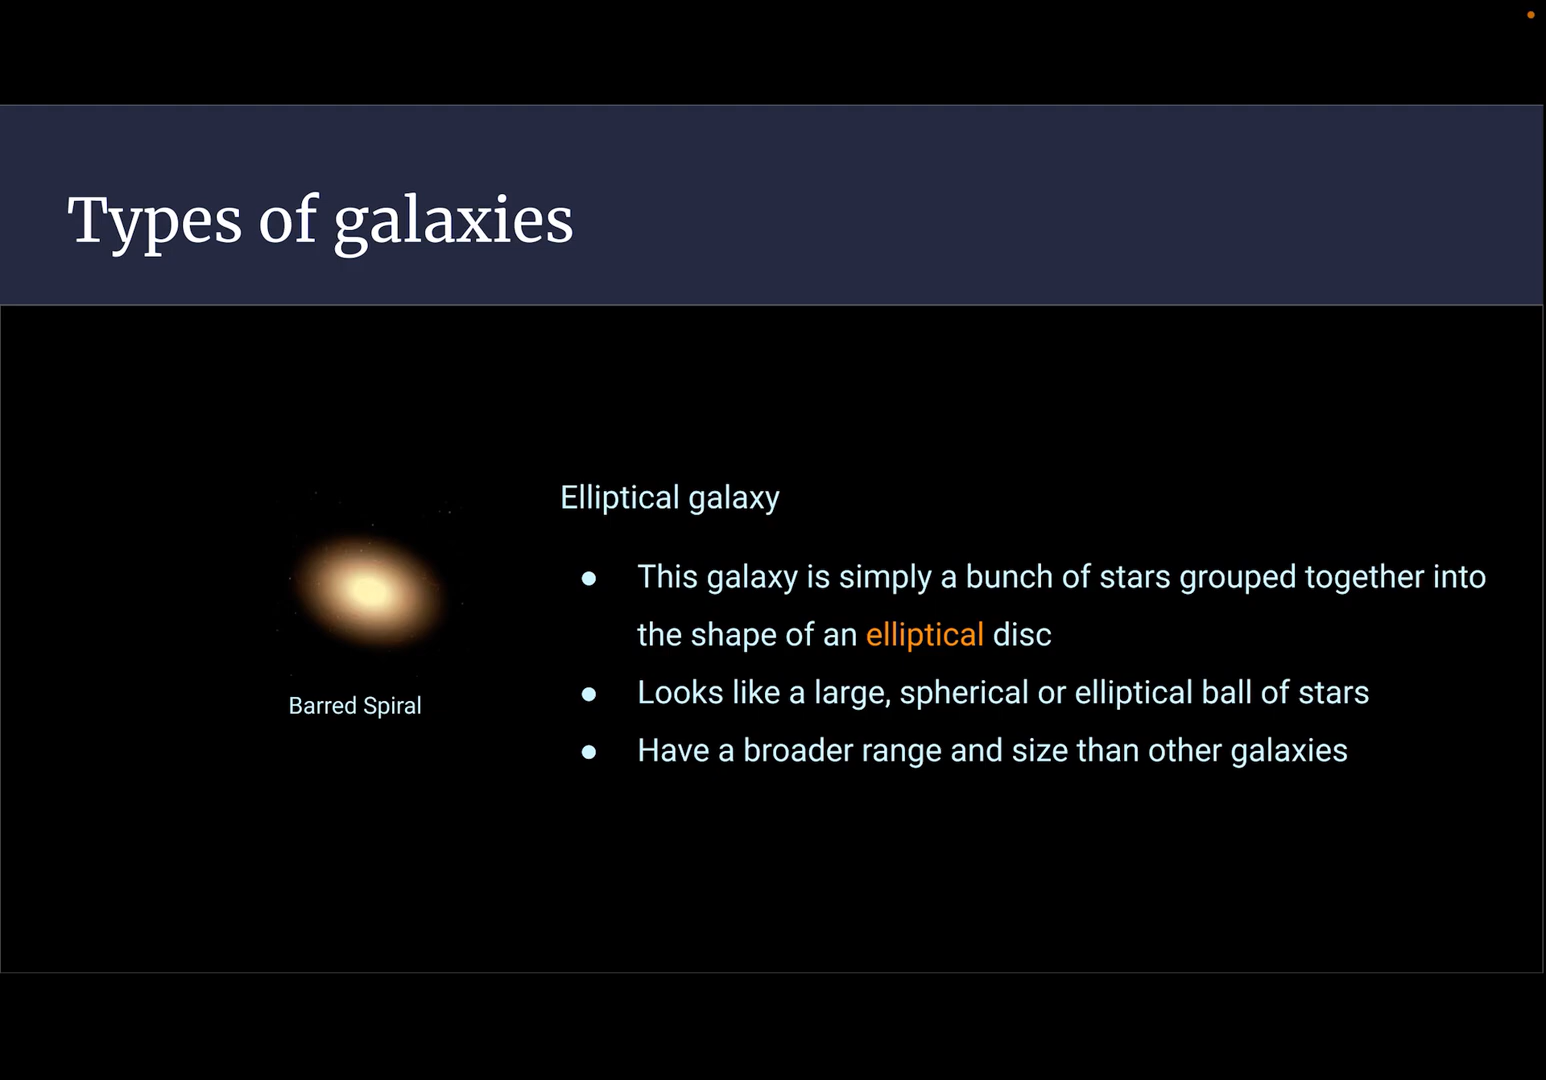 Types of galaxies
Elliptical galaxy
● This galaxy is simply a bunch of stars grouped together into
the shape of an elliptical disc
● Looks like a large, spherical or elliptical ball of stars
● Have a broader range and size than other galaxies
Barred Spiral